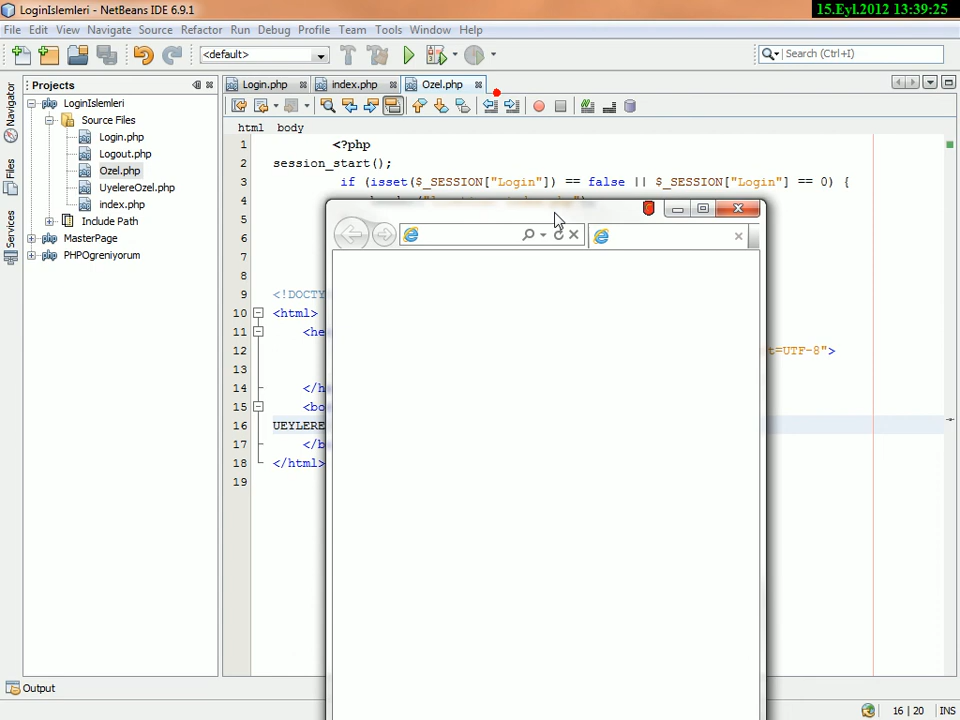 LoginIslemleri - NetBeans IDE 6.9.1
15.Eyl.2012 13:39:25
File Edit View Navigate Source Refactor Run Debug Profile Team Tools Window Help
<default>
Search (Ctrl+I)
Projects
Login.php
index.php
Ozel.php
Navigator
Files
Services
LoginIslemleri
Source Files
Login.php
Logout.php
Ozel.php
UyelereOzel.php
index.php
Include Path
MasterPage
PHPOgreniyorum
html body
1 <?php
2 session_start();
3 if (isset($_SESSION["Login"]) == false || $_SESSION["Login"] == 0) {
4
5
6
7
8
9 <!DOCTY
10 <html>
11 <he
12 t=UTF-8">
13
14 </h
15 <bo
16 UEYLERE
17 </b
18 </html>
19
Output
16 | 20 INS